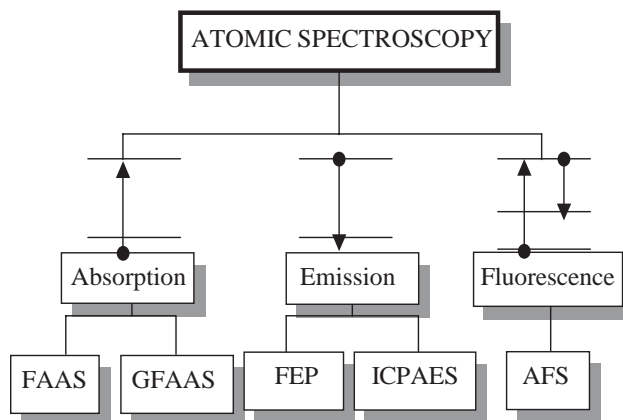 ATOMIC SPECTROSCOPY
Absorption
Emission
Fluorescence
FAAS
GFAAS
FEP
ICPAES
AFS